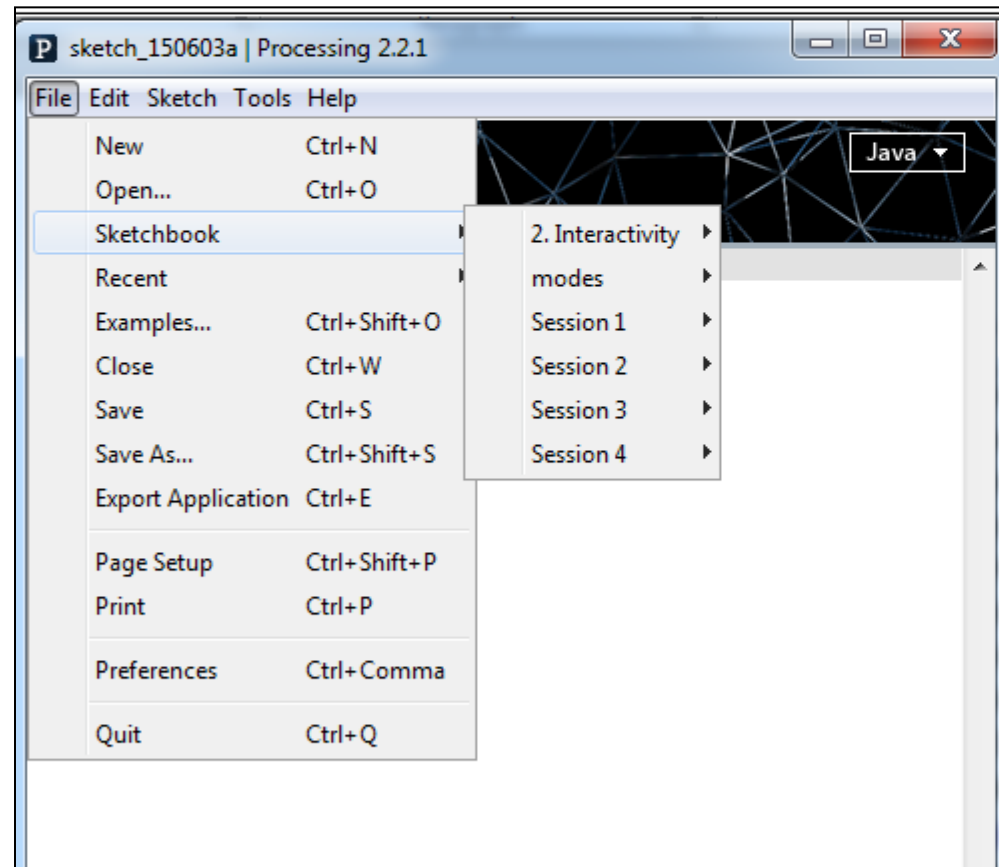 P sketch_150603a | Processing 2.2.1
File Edit Sketch Tools Help
Java
New Ctrl+N
Open... Ctrl+O
Sketchbook
Recent
Examples... Ctrl+Shift+O
Close Ctrl+W
Save Ctrl+S
Save As... Ctrl+Shift+S
Export Application Ctrl+E
Page Setup Ctrl+Shift+P
Print Ctrl+P
Preferences Ctrl+Comma
Quit Ctrl+Q
2. Interactivity
modes
Session 1
Session 2
Session 3
Session 4